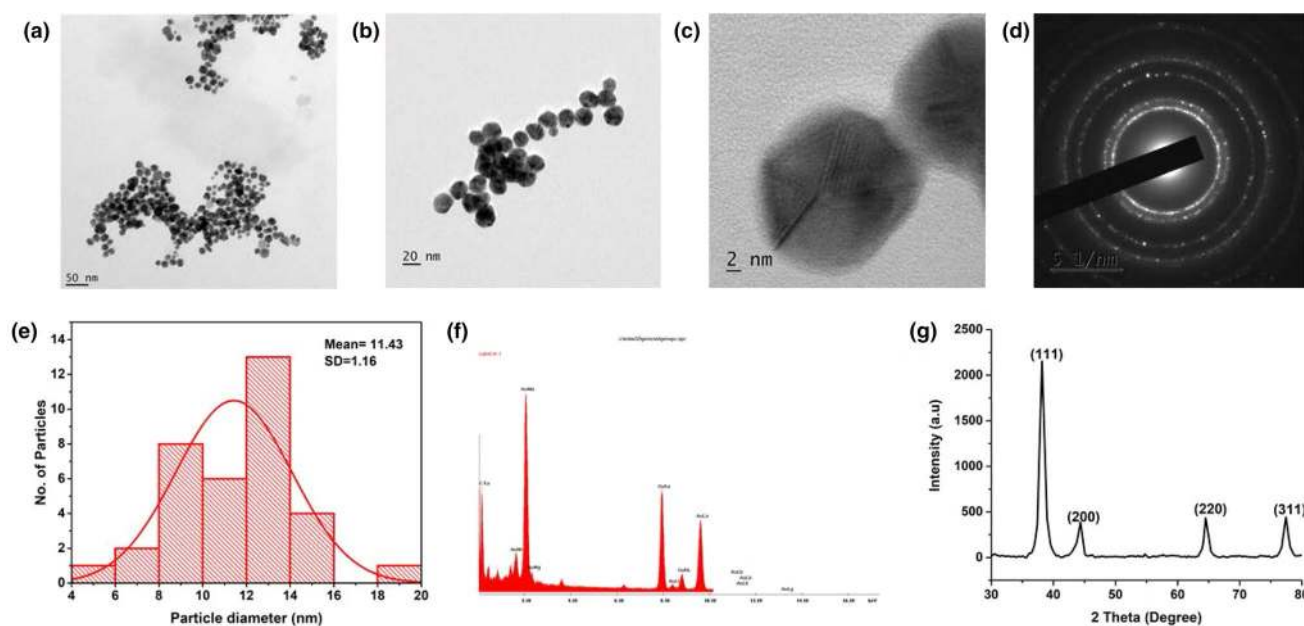 (a)
50 nm
(b)
20 nm
(c)
2 nm
(d)
5 1/nm
(e)
Mean= 11.43
SD=1.16
No. of Particles
14
12
10
8
6
4
2
0
4 6 8 10 12 14 16 18 20
Particle diameter (nm)
(f)
(g)
Intensity (a.u)
2500
2000
1500
1000
500
0
(111)
(200)
(220)
(311)
30 40 50 60 70 80
2 Theta (Degree)